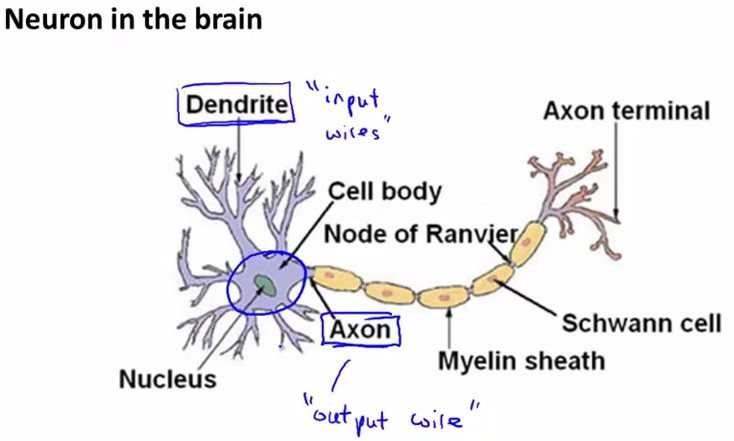 Neuron in the brain
Dendrite
"input
wires"
Axon terminal
Cell body
Node of Ranvier
Axon
Schwann cell
Myelin sheath
Nucleus
"output wire"